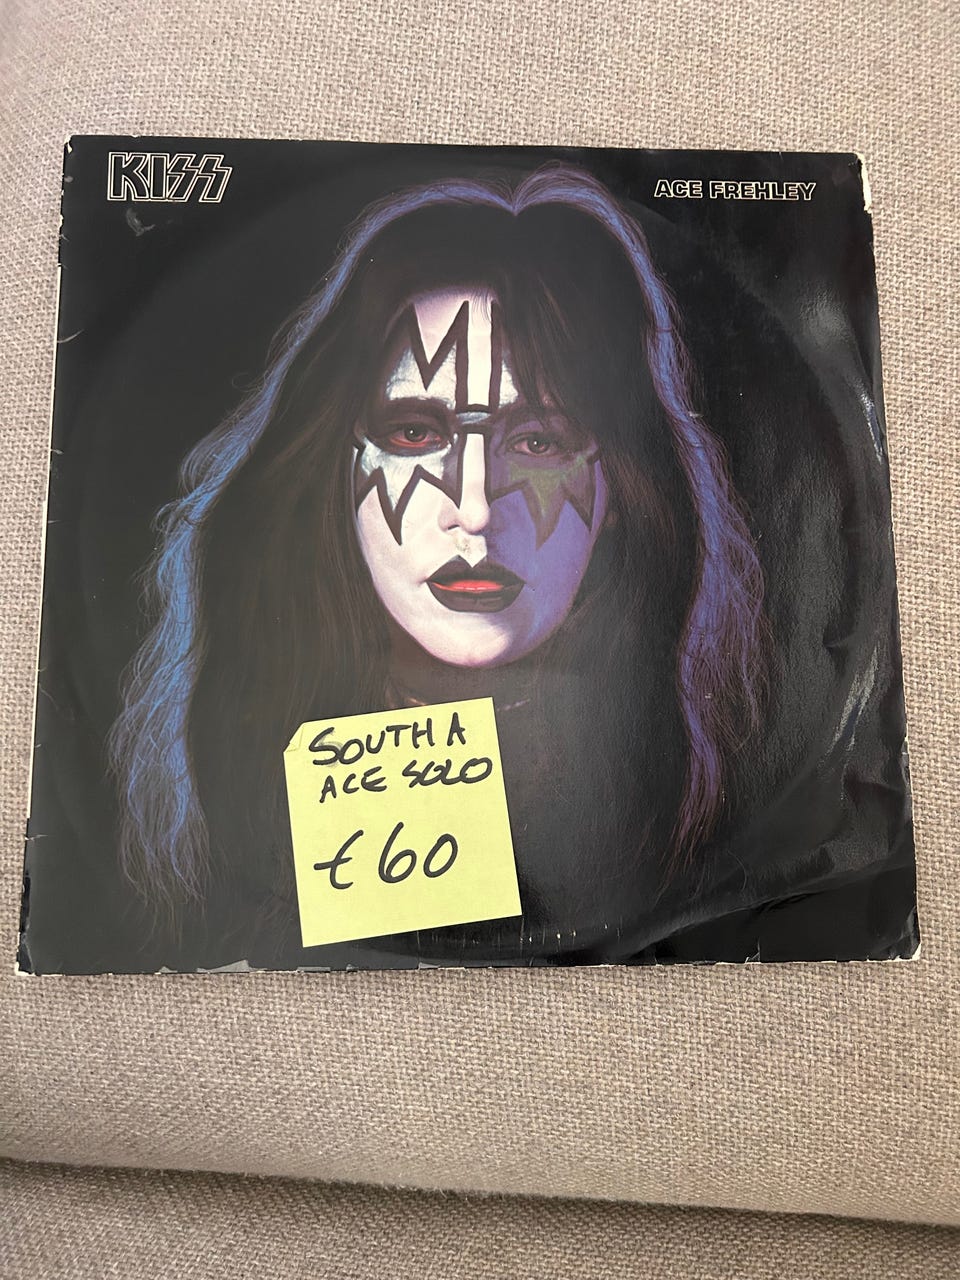 KISS
ACE FREHLEY
SOUTH A
ACE SOLO
€60